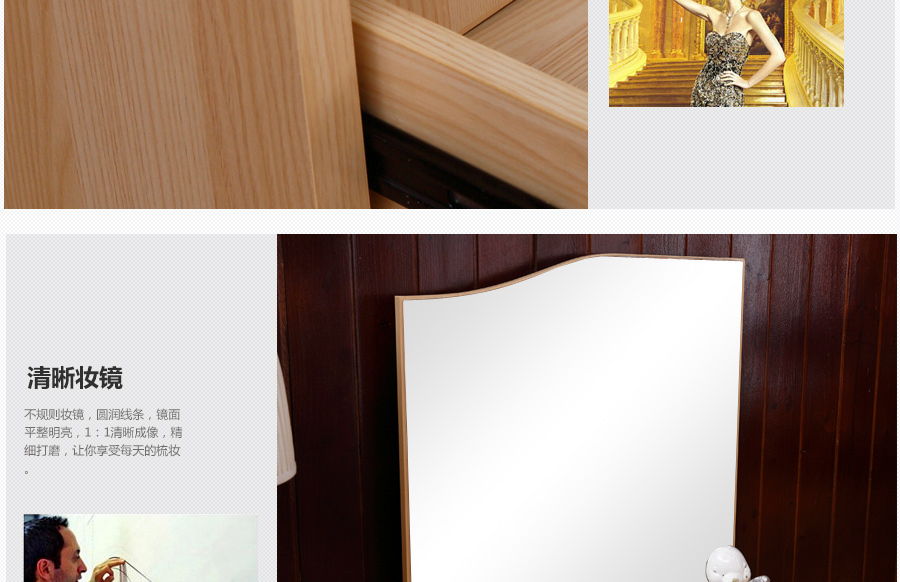 清晰妆镜
不规则妆镜，圆润线条，镜面
平整明亮，1：1清晰成像，精
细打磨，让你享受每天的梳妆
。